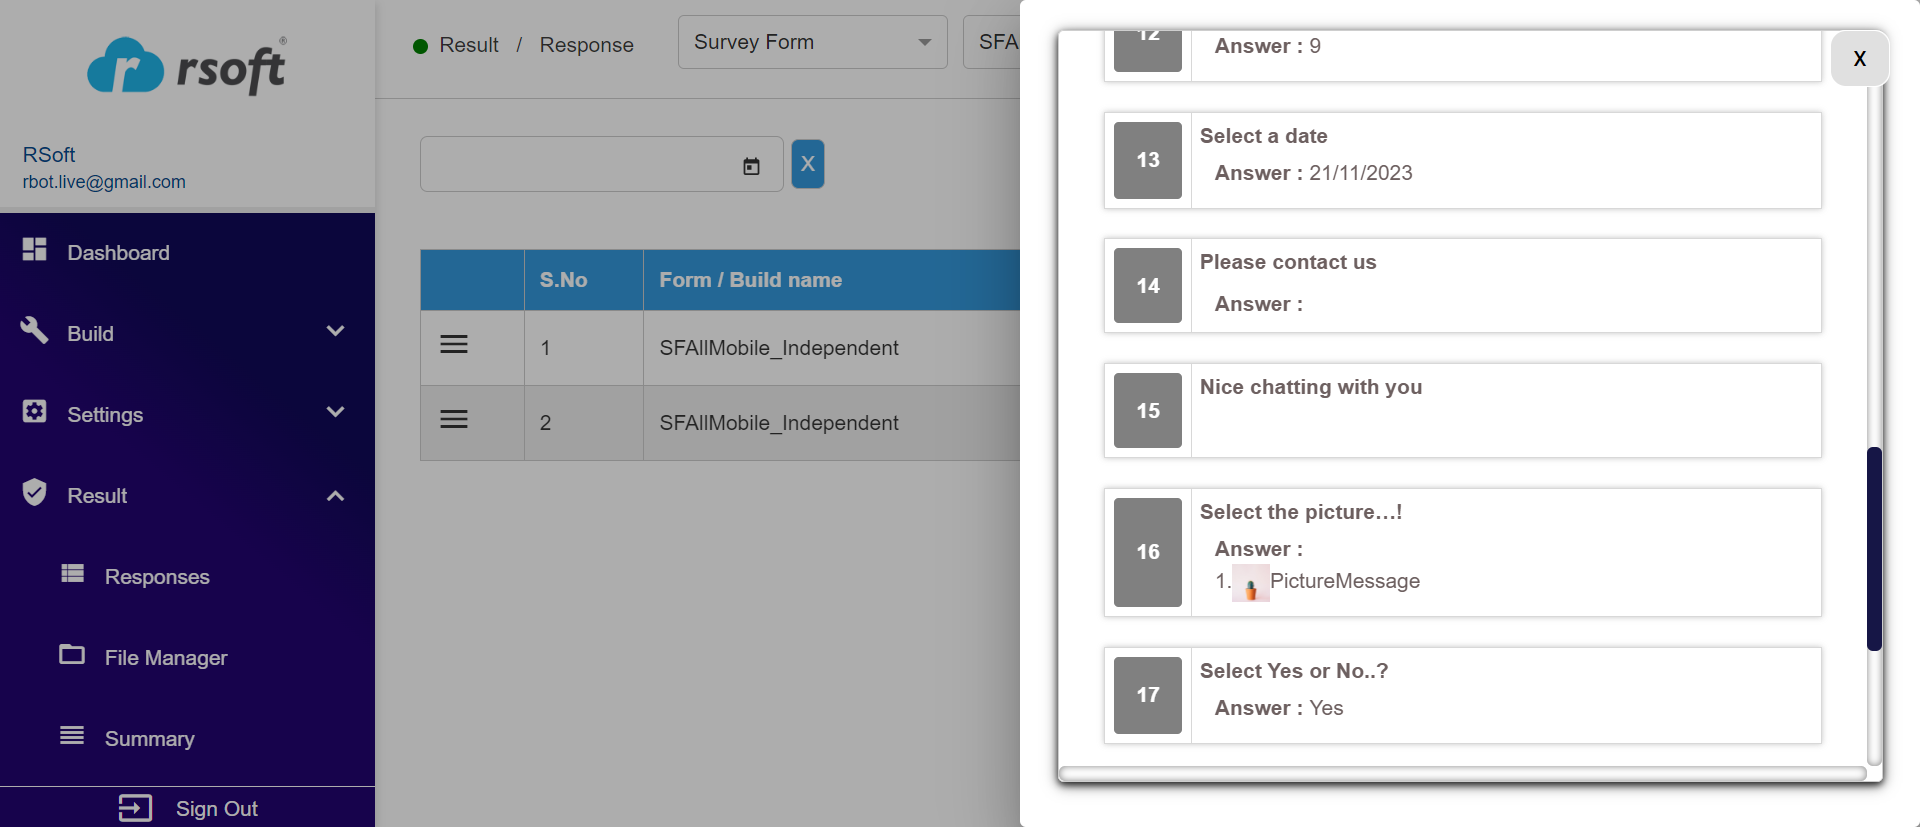 rsoft®
RSoft
rbot.live@gmail.com
Dashboard
Build
Settings
Result
Responses
File Manager
Summary
Sign Out
Result / Response
Survey Form
SFA
X
S.No
Form / Build name
1
SFAllMobile_Independent
2
SFAllMobile_Independent
X
12
Answer : 9
13
Select a date
Answer : 21/11/2023
14
Please contact us
Answer :
15
Nice chatting with you
16
Select the picture...!
Answer :
1. PictureMessage
17
Select Yes or No..?
Answer : Yes